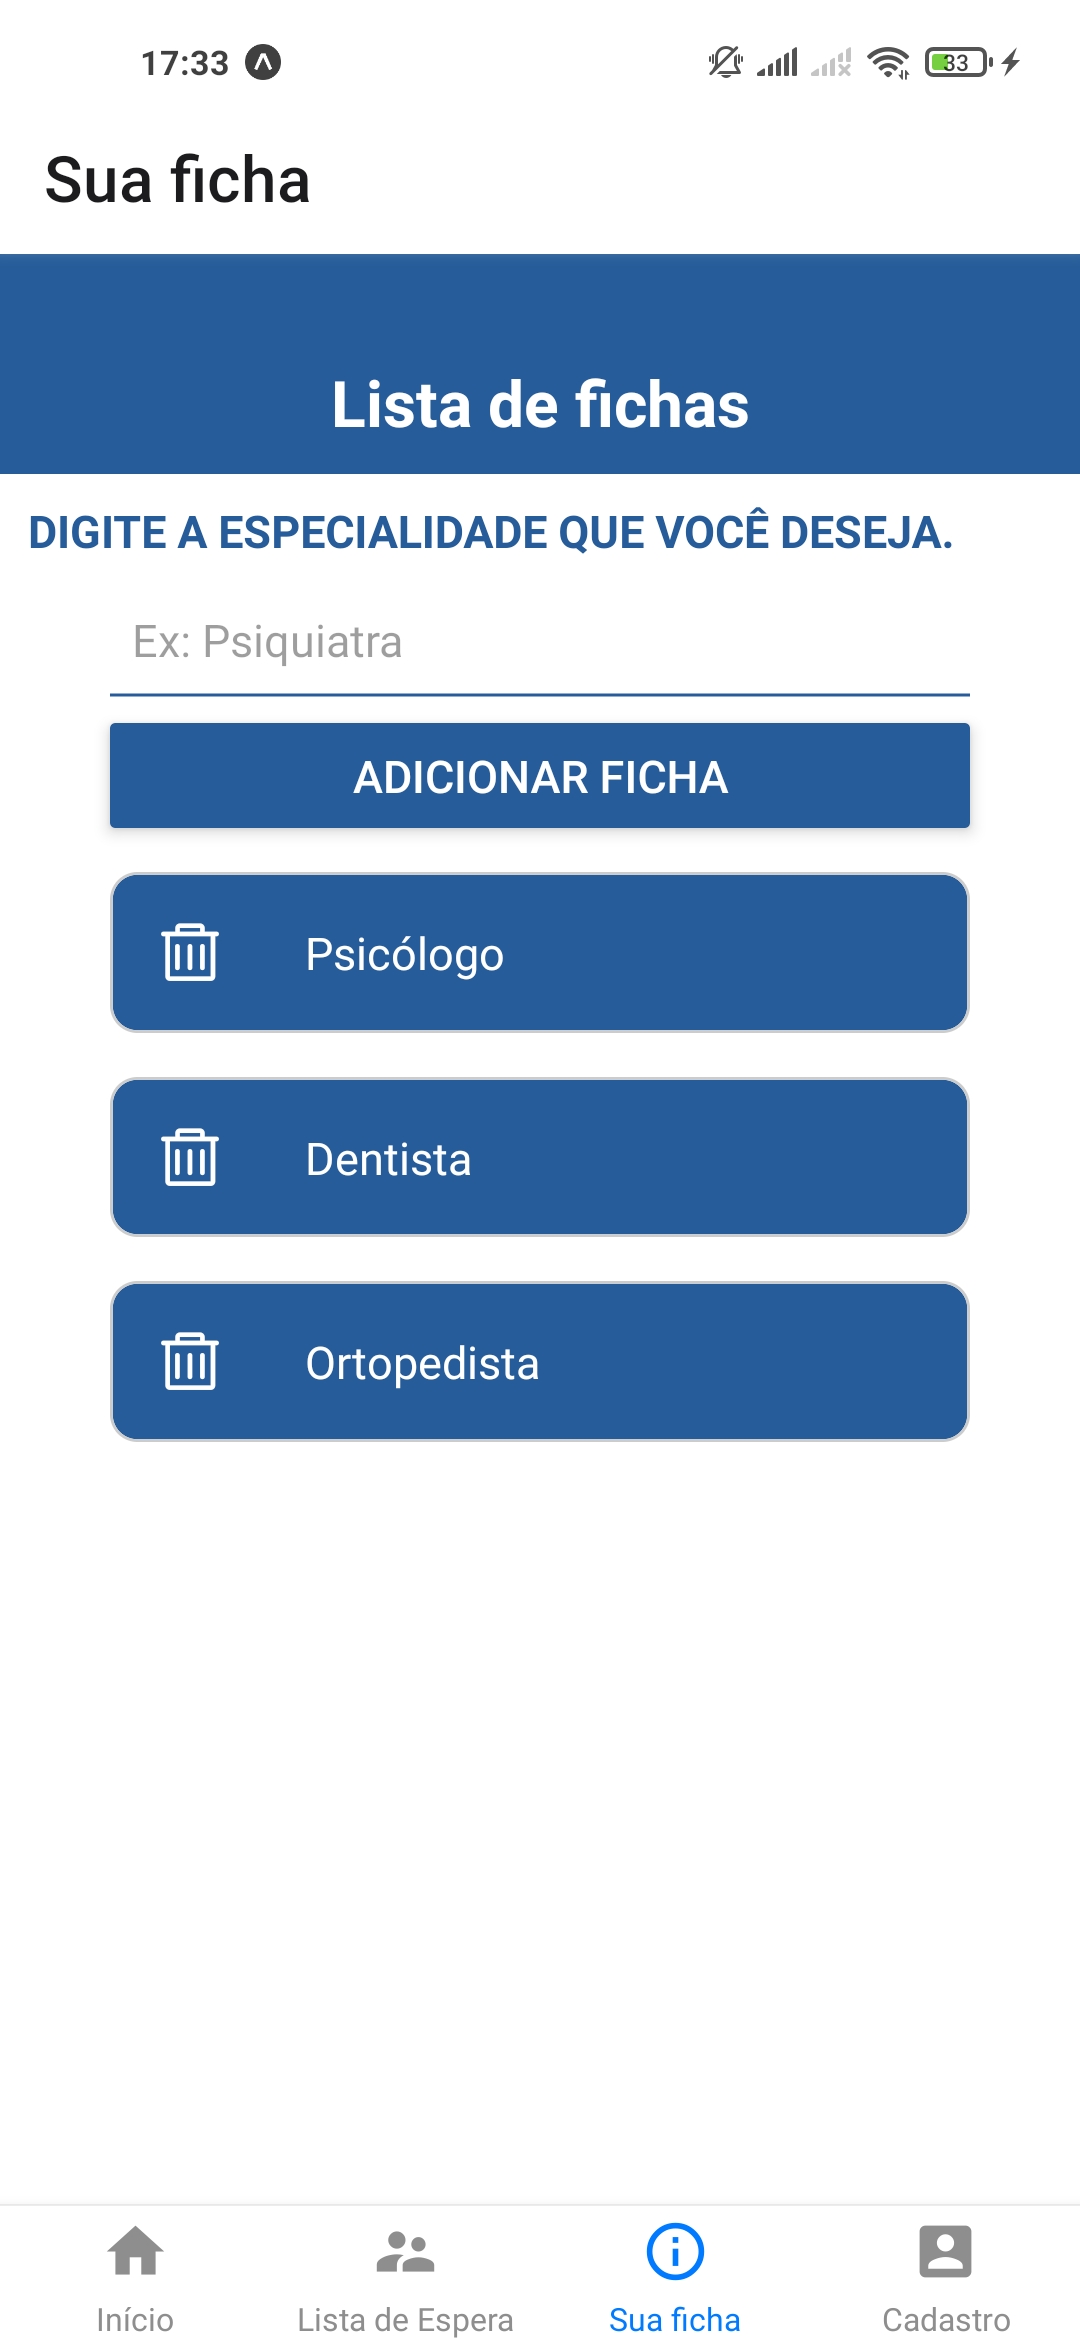 17:33
33
Sua ficha
Lista de fichas
DIGITE A ESPECIALIDADE QUE VOCÊ DESEJA.
Ex: Psiquiatra
ADICIONAR FICHA
Psicólogo
Dentista
Ortopedista
Início
Lista de Espera
Sua ficha
Cadastro